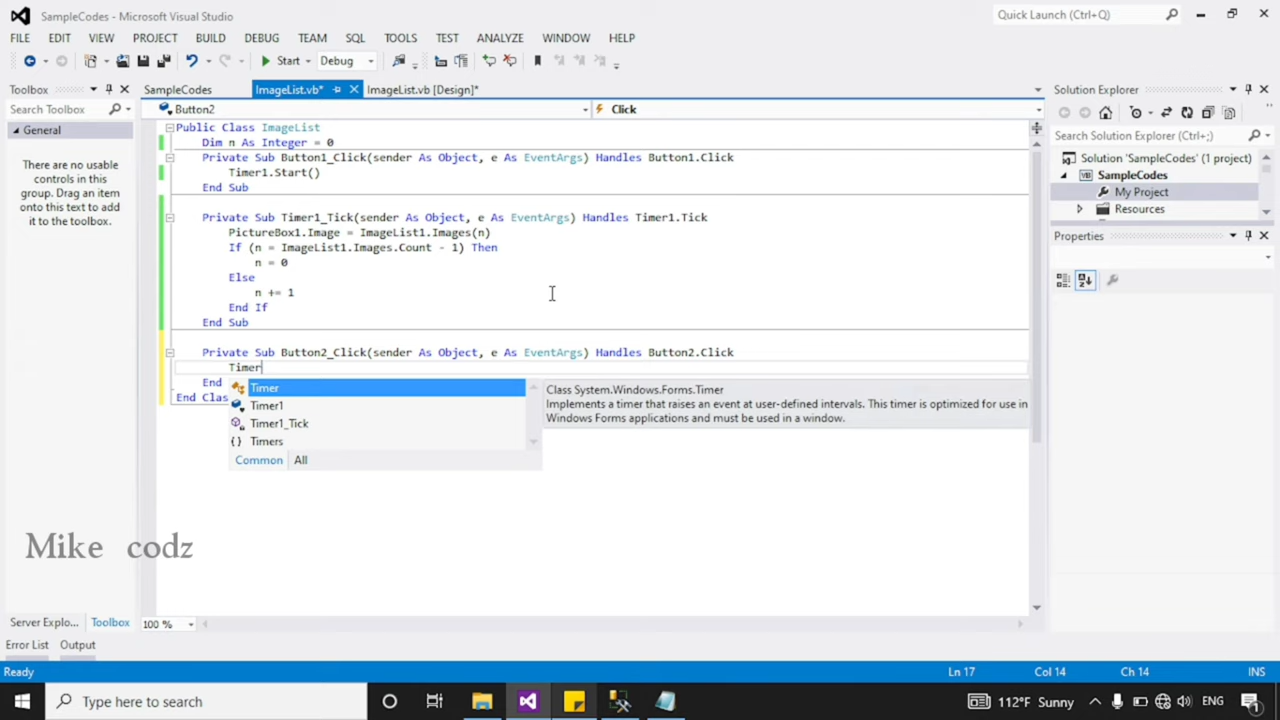 SampleCodes - Microsoft Visual Studio
Quick Launch (Ctrl+Q)
FILE EDIT VIEW PROJECT BUILD DEBUG TEAM SQL TOOLS TEST ANALYZE WINDOW HELP
Start Debug
Toolbox
SampleCodes ImageList.vb* ImageList.vb [Design]*
Solution Explorer
Search Toolbox
Button2 Click
General
There are no usable
controls in this
group. Drag an item
onto this text to add
it to the toolbox.
Public Class ImageList
Dim n As Integer = 0
Private Sub Button1_Click(sender As Object, e As EventArgs) Handles Button1.Click
Timer1.Start()
End Sub
Private Sub Timer1_Tick(sender As Object, e As EventArgs) Handles Timer1.Tick
PictureBox1.Image = ImageList1.Images(n)
If (n = ImageList1.Images.Count - 1) Then
n = 0
Else
n += 1
End If
End Sub
Private Sub Button2_Click(sender As Object, e As EventArgs) Handles Button2.Click
Timer
End
End Clas
Timer
Timer1
Timer1_Tick
{} Timers
Common All
Class System.Windows.Forms.Timer
Implements a timer that raises an event at user-defined intervals. This timer is optimized for use in
Windows Forms applications and must be used in a window.
Search Solution Explorer (Ctrl+;)
Solution 'SampleCodes' (1 project)
SampleCodes
My Project
Resources
Properties
Mike codz
Server Explo... Toolbox
100 %
Error List Output
Ready Ln 17 Col 14 Ch 14 INS
Type here to search
112°F Sunny ENG
1